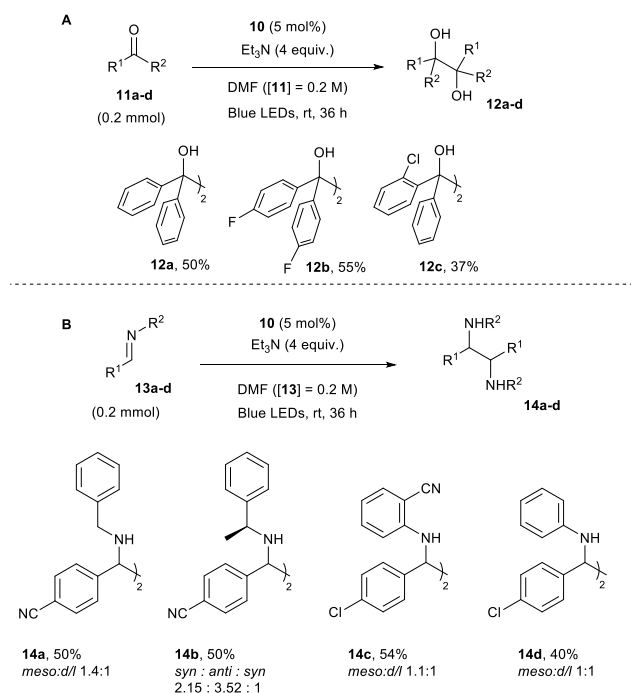 A
10 (5 mol%)
Et3N (4 equiv.)
DMF ([11] = 0.2 M)
Blue LEDs, rt, 36 h
O
R1 R2
11a-d
(0.2 mmol)
OH
R1
R1
R2
R2
OH
12a-d
OH
2
12a, 50%
OH
2
F
F
12b, 55%
Cl
OH
2
12c, 37%
B
10 (5 mol%)
Et3N (4 equiv.)
DMF ([13] = 0.2 M)
Blue LEDs, rt, 36 h
R2
N
R1
13a-d
(0.2 mmol)
NHR2
R1
R1
NHR2
14a-d
NH
2
NC
14a, 50%
meso:d/l 1.4:1
NH
2
NC
14b, 50%
syn : anti : syn
2.15 : 3.52 : 1
CN
NH
2
Cl
14c, 54%
meso:d/l 1.1:1
NH
2
Cl
14d, 40%
meso:d/l 1:1